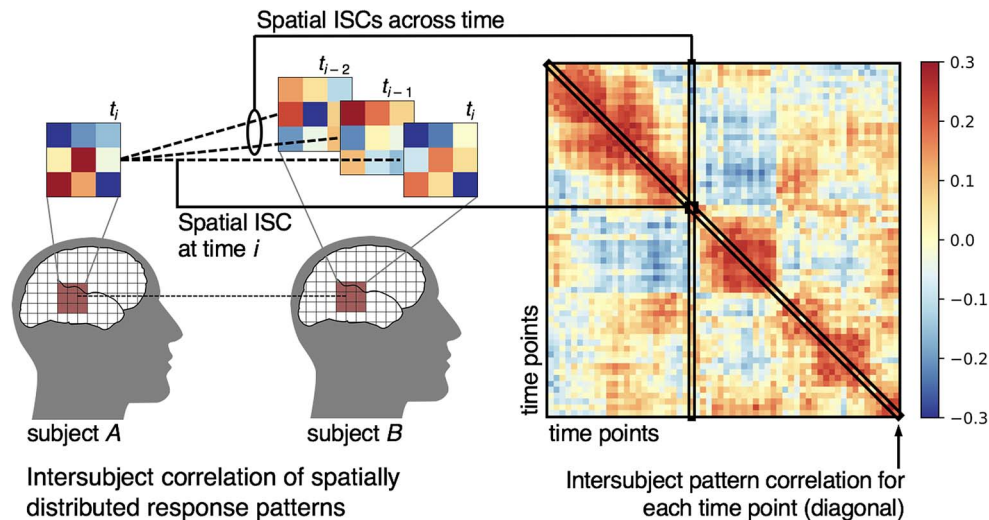 Spatial ISCs across time
t_{i−2}
t_{i−1}
t_i
t_i
Spatial ISC
at time i
subject A
subject B
Intersubject correlation of spatially
distributed response patterns
time points
time points
0.3
0.2
0.1
0.0
−0.1
−0.2
−0.3
Intersubject pattern correlation for
each time point (diagonal)